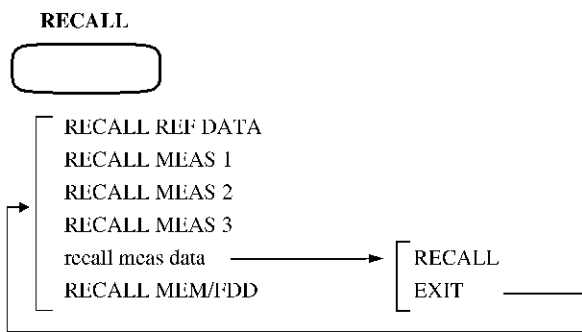 RECALL
RECALL REF DATA
RECALL MEAS 1
RECALL MEAS 2
RECALL MEAS 3
recall meas data
RECALL
RECALL MEM/FDD
EXIT